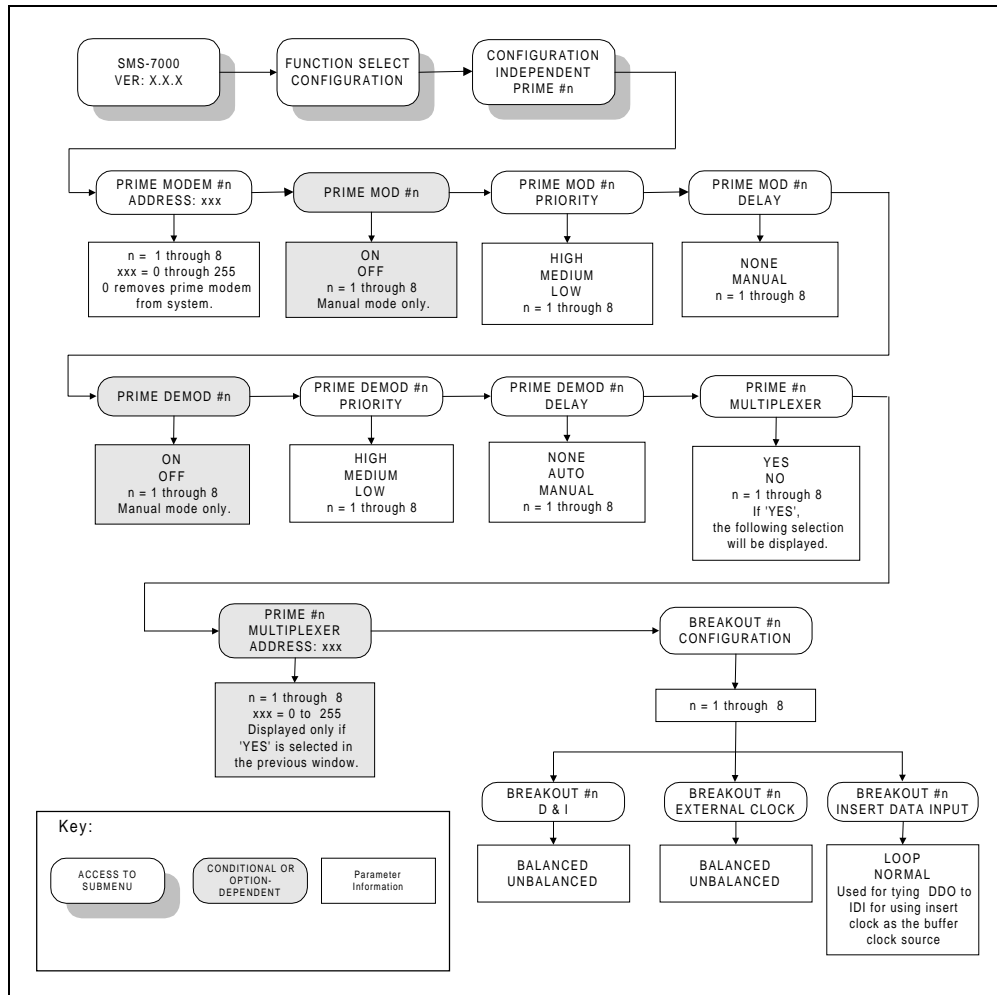 SMS-7000
VER: X.X.X
FUNCTION SELECT
CONFIGURATION
CONFIGURATION
INDEPENDENT
PRIME #n
PRIME MODEM #n
ADDRESS: xxx
PRIME MOD #n
PRIME MOD #n
PRIORITY
PRIME MOD #n
DELAY
n = 1 through 8
xxx = 0 through 255
0 removes prime modem
from system.
ON
OFF
n = 1 through 8
Manual mode only.
HIGH
MEDIUM
LOW
n = 1 through 8
NONE
MANUAL
n = 1 through 8
PRIME DEMOD #n
PRIME DEMOD #n
PRIORITY
PRIME DEMOD #n
DELAY
PRIME #n
MULTIPLEXER
ON
OFF
n = 1 through 8
Manual mode only.
HIGH
MEDIUM
LOW
n = 1 through 8
NONE
AUTO
MANUAL
n = 1 through 8
YES
NO
n = 1 through 8
If 'YES',
the following selection
will be displayed.
PRIME #n
MULTIPLEXER
ADDRESS: xxx
BREAKOUT #n
CONFIGURATION
n = 1 through 8
xxx = 0 to 255
Displayed only if
'YES' is selected in
the previous window.
n = 1 through 8
BREAKOUT #n
D & I
BREAKOUT #n
EXTERNAL CLOCK
BREAKOUT #n
INSERT DATA INPUT
BALANCED
UNBALANCED
BALANCED
UNBALANCED
LOOP
NORMAL
Used for tying DDO to
IDI for using insert
clock as the buffer
clock source
Key:
ACCESS TO
SUBMENU
CONDITIONAL OR
OPTION-
DEPENDENT
Parameter
Information